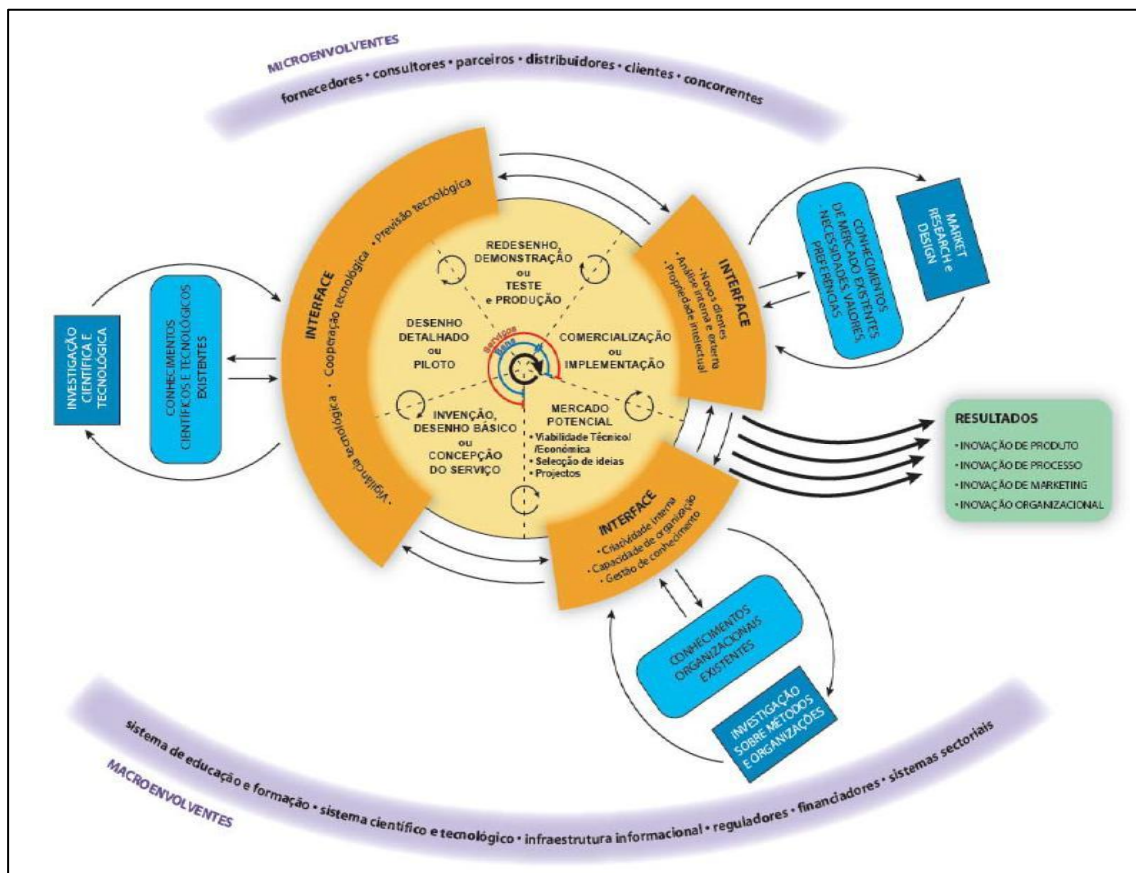 MICROENVOLVENTES
fornecedores • consultores • parceiros • distribuidores • clientes • concorrentes
INTERFACE
• Vigilância tecnológica • Cooperação tecnológica • Previsão tecnológica
INVESTIGAÇÃO
CIENTÍFICA E
TECNOLÓGICA
CONHECIMENTOS
CIENTÍFICOS E TECNOLÓGICOS
EXISTENTES
REDESENHO,
DEMONSTRAÇÃO
ou
TESTE
e PRODUÇÃO
DESENHO
DETALHADO
ou
PILOTO
Serviços
Bens
COMERCIALIZAÇÃO
ou
IMPLEMENTAÇÃO
INVENÇÃO,
DESENHO BÁSICO
ou
CONCEPÇÃO
DO SERVIÇO
MERCADO
POTENCIAL
• Viabilidade Técnico/
/Económica
• Selecção de ideias
• Projectos
INTERFACE
• Novos clientes
• Análise interna e externa
• Propriedade intelectual
CONHECIMENTOS
DE MERCADO EXISTENTES
- NECESSIDADES, VALORES,
PREFERÊNCIAS
MARKET
RESEARCH e
DESIGN
INTERFACE
• Criatividade interna
• Capacidade de organização
• Gestão de conhecimento
CONHECIMENTOS
ORGANIZACIONAIS
EXISTENTES
INVESTIGAÇÃO
SOBRE MÉTODOS
E ORGANIZAÇÕES
RESULTADOS
• INOVAÇÃO DE PRODUTO
• INOVAÇÃO DE PROCESSO
• INOVAÇÃO DE MARKETING
• INOVAÇÃO ORGANIZACIONAL
sistema de educação e formação • sistema científico e tecnológico • infraestrutura informacional • reguladores • financiadores • sistemas sectoriais
MACROENVOLVENTES